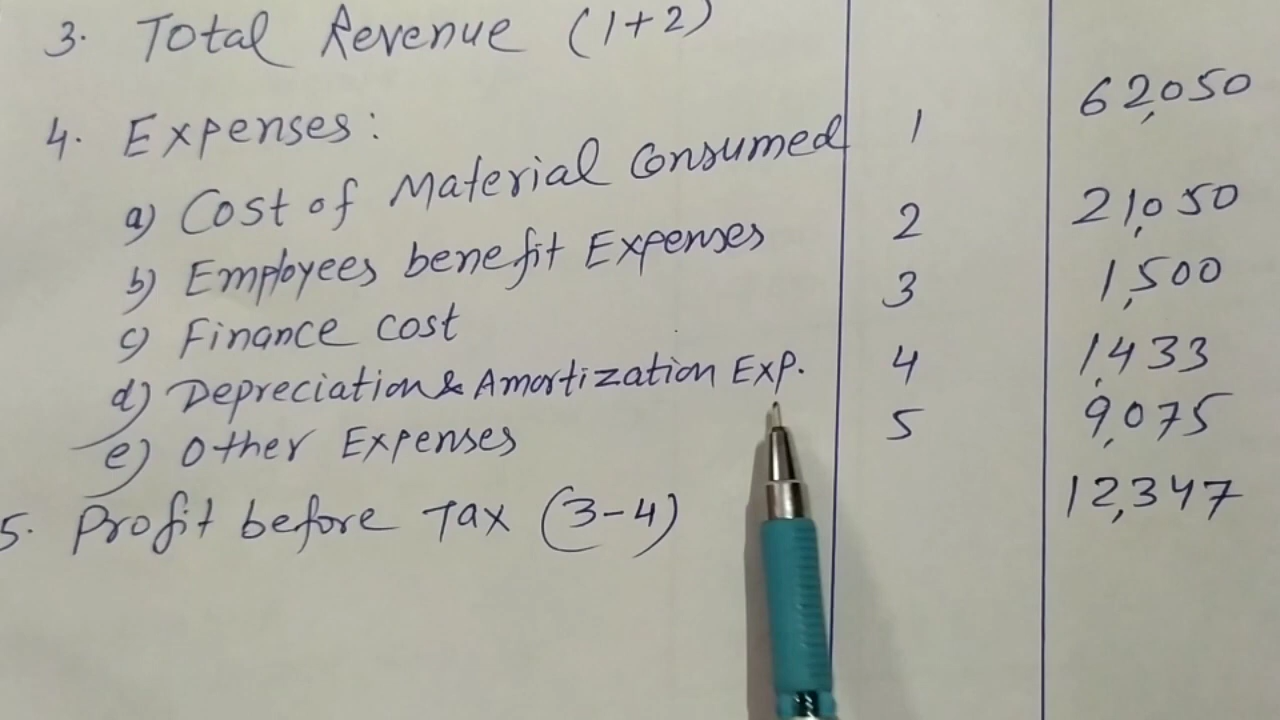 3. Total Revenue (1+2)
4. Expenses: 62,050
a) Cost of Material Consumed 1 21,050
b) Employees benefit Expenses 2 1,500
c) Finance cost 3 1,433
d) Depreciation & Amortization Exp. 4 9,075
e) Other Expenses 5 12,347
5. Profit before Tax (3-4)